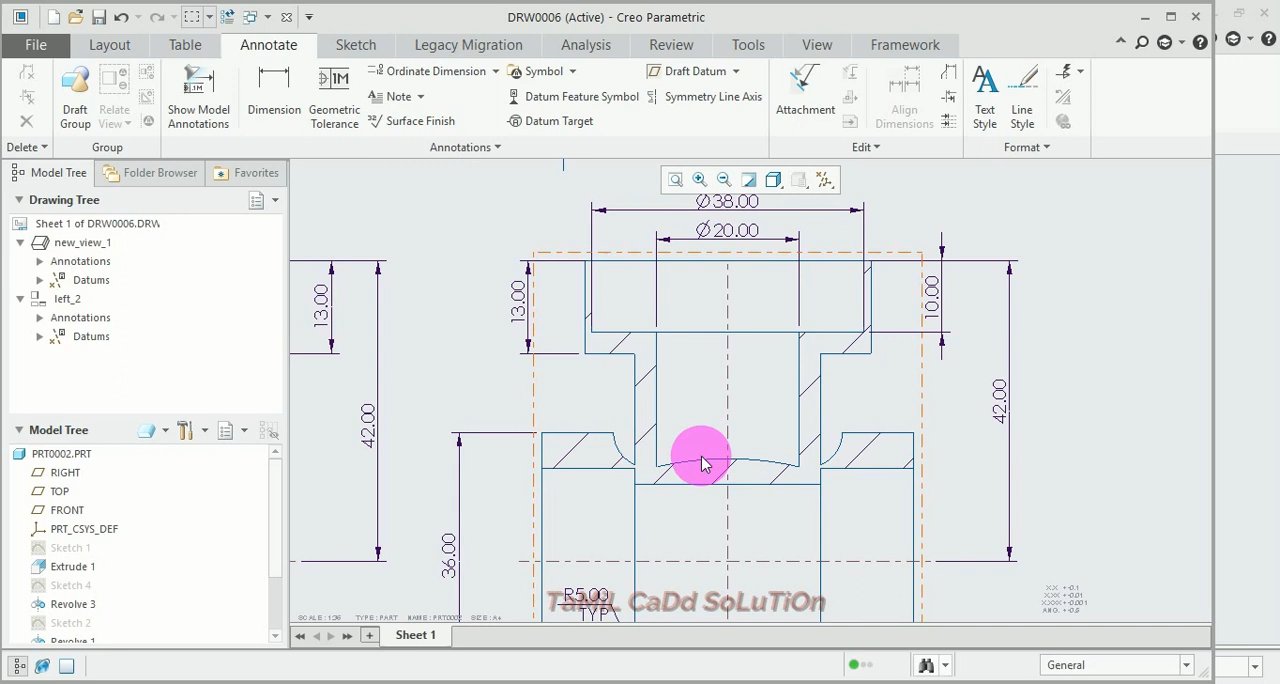 DRW0006 (Active) - Creo Parametric
File Layout Table Annotate Sketch Legacy Migration Analysis Review Tools View Framework
Draft Group
Relate View
Show Model Annotations
Dimension
Geometric Tolerance
Ordinate Dimension
Note
Surface Finish
Symbol
Datum Feature Symbol
Datum Target
Draft Datum
Symmetry Line Axis
Attachment
Align Dimensions
Text Style
Line Style
Delete Group Annotations Edit Format
Model Tree Folder Browser Favorites
Drawing Tree
Sheet 1 of DRW0006.DRW
new_view_1
Annotations
Datums
left_2
Annotations
Datums
Model Tree
PRT0002.PRT
RIGHT
TOP
FRONT
PRT_CSYS_DEF
Sketch 1
Extrude 1
Sketch 4
Revolve 3
Sketch 2
Revolve 1
Ø38.00
Ø20.00
13.00
13.00
10.00
42.00
42.00
36.00
R5.00
TYP
TaMiL CaDd SoLuTiOn
Sheet 1
General